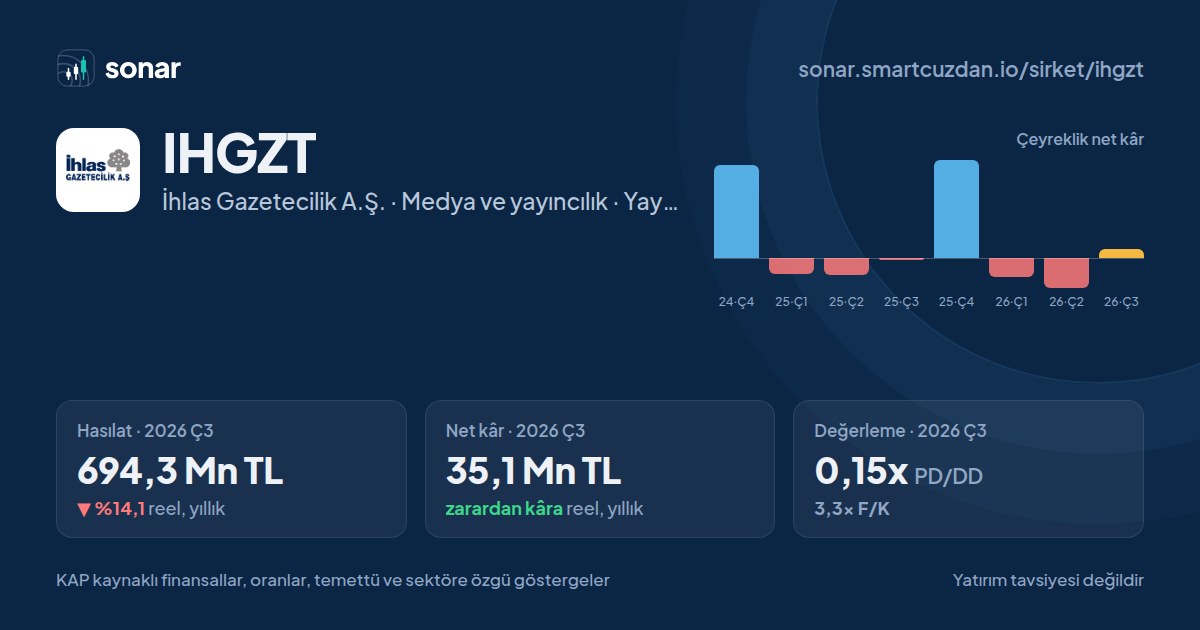 sonar
sonar.smartcuzdan.io/sirket/ihgzt
ihlas
GAZETECİLİK A.Ş
IHGZT
İhlas Gazetecilik A.Ş. · Medya ve yayıncılık · Yay...
Çeyreklik net kâr
24·Ç4 25·Ç1 25·Ç2 25·Ç3 25·Ç4 26·Ç1 26·Ç2 26·Ç3
Hasılat · 2026 Ç3
694,3 Mn TL
▼ %14,1 reel, yıllık
Net kâr · 2026 Ç3
35,1 Mn TL
zarardan kâra reel, yıllık
Değerleme · 2026 Ç3
0,15x PD/DD
3,3× F/K
KAP kaynaklı finansallar, oranlar, temettü ve sektöre özgü göstergeler
Yatırım tavsiyesi değildir